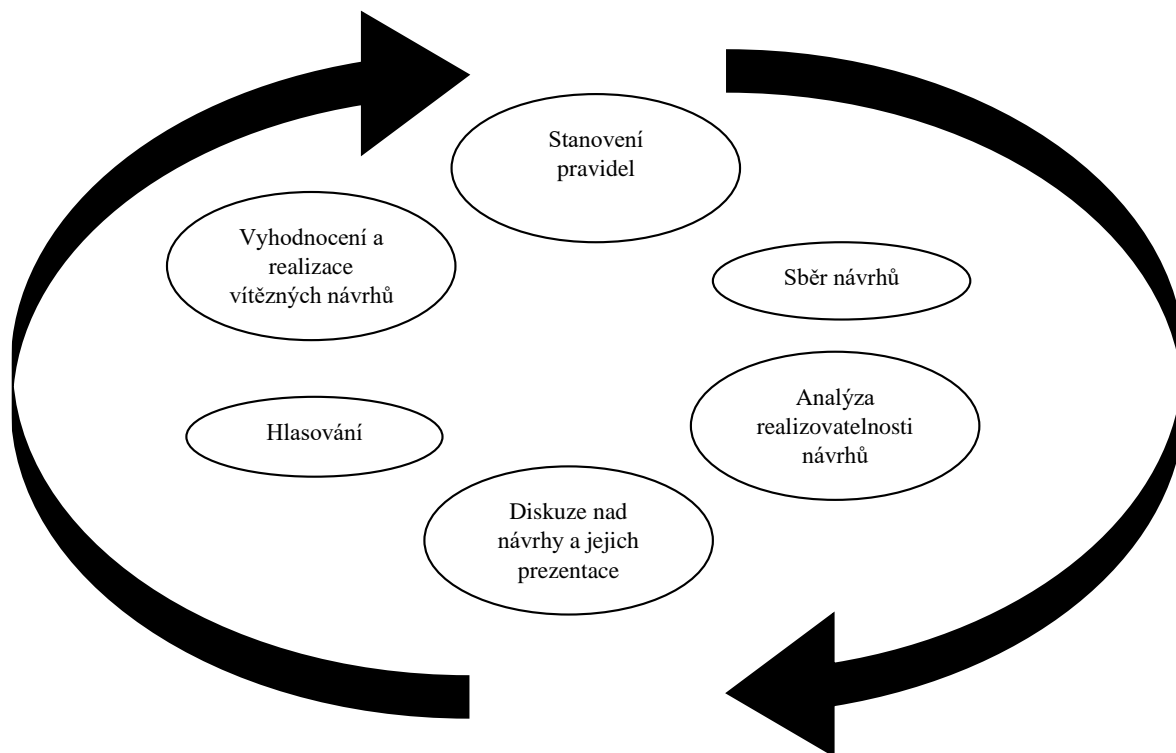 Stanovení
pravidel
Sběr návrhů
Analýza
realizovatelnosti
návrhů
Diskuze nad
návrhy a jejich
prezentace
Hlasování
Vyhodnocení a
realizace
vítězných návrhů